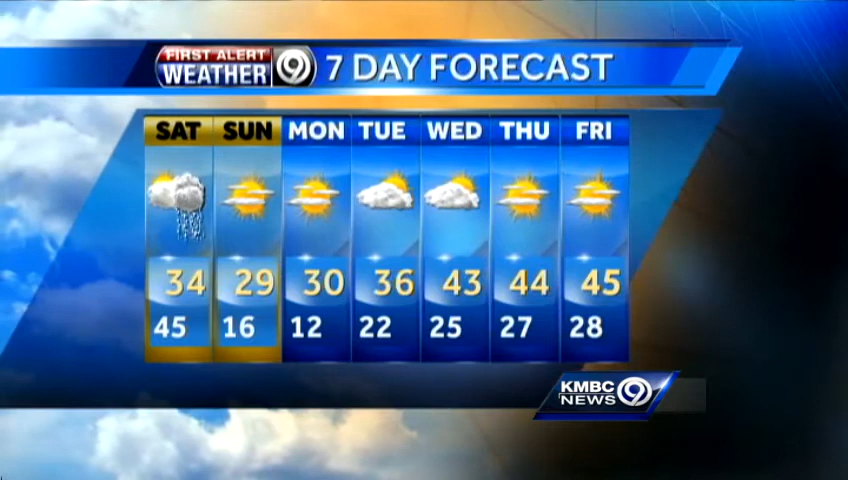 FIRST ALERT
WEATHER 9
7 DAY FORECAST
SAT SUN MON TUE WED THU FRI
34 29 30 36 43 44 45
45 16 12 22 25 27 28
KMBC
NEWS 9